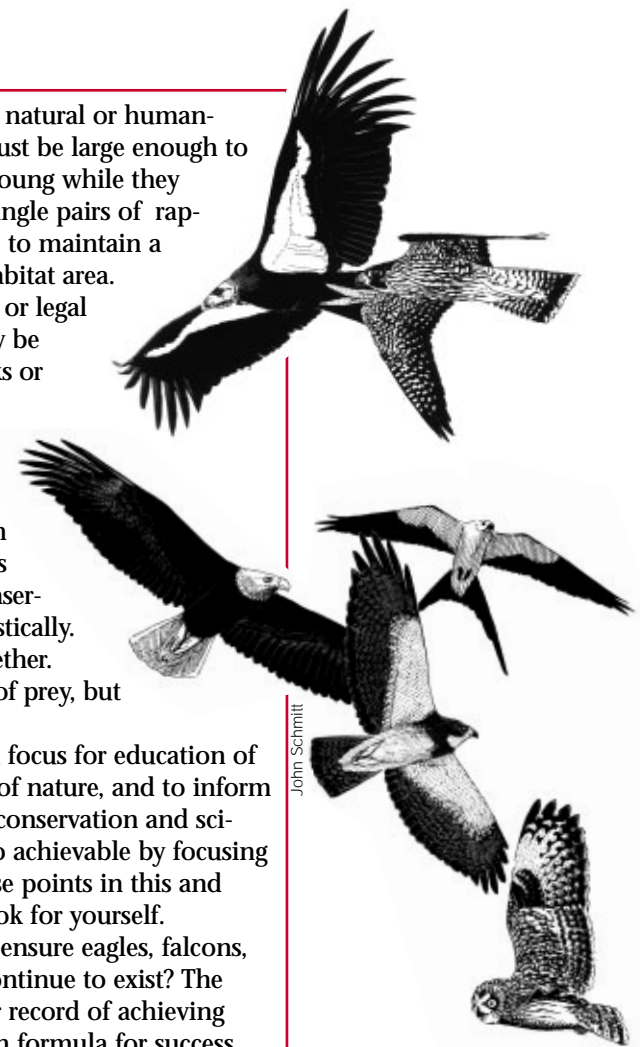 natural or human-
ust be large enough to
oung while they
ingle pairs of rap-
to maintain a
abitat area.
or legal
y be
ks or
n
s
nser-
stically.
ether.
of prey, but
focus for education of
of nature, and to inform
conservation and sci-
o achievable by focusing
se points in this and
ok for yourself.
ensure eagles, falcons,
ontinue to exist? The
r record of achieving
n formula for success
John Schmitt